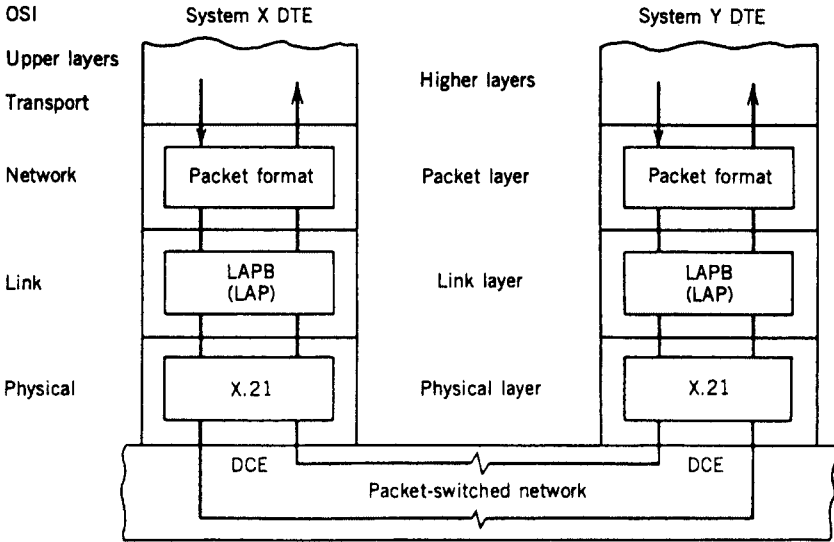 OSI
System X DTE
System Y DTE
Upper layers
Higher layers
Transport
Network
Packet format
Packet layer
Packet format
Link
LAPB
(LAP)
Link layer
LAPB
(LAP)
Physical
X.21
Physical layer
X.21
DCE
DCE
Packet-switched network